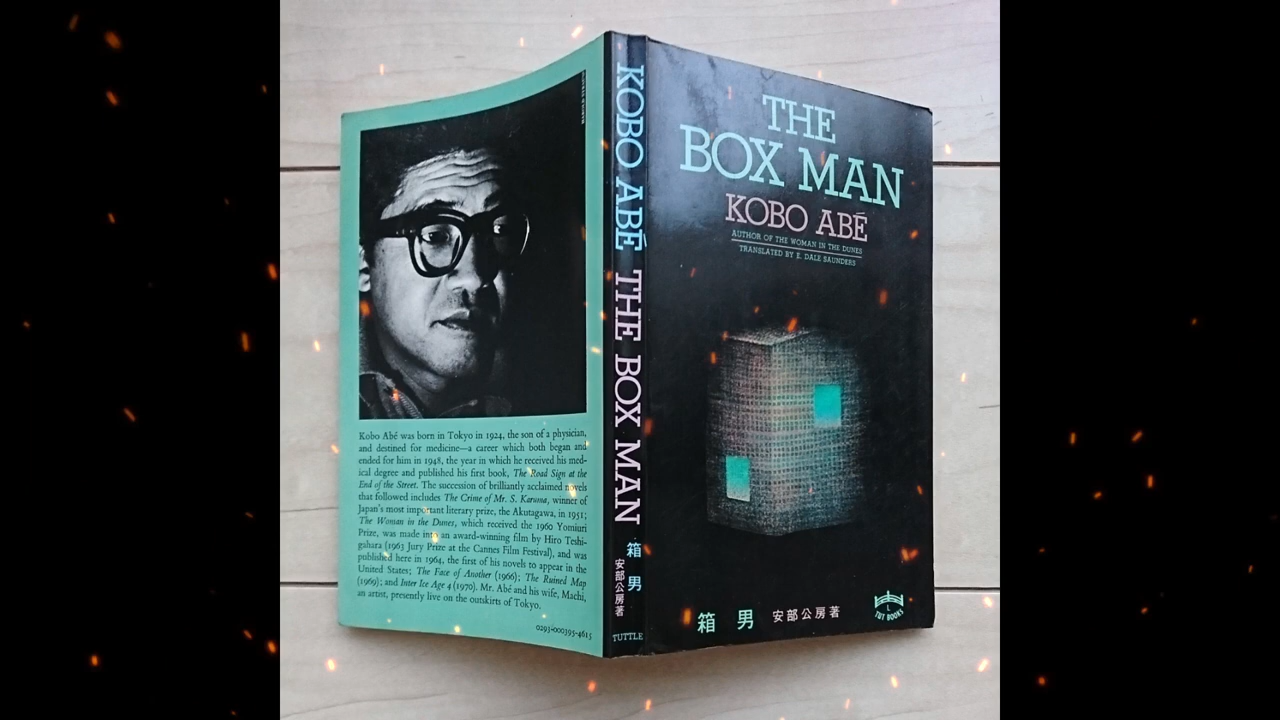 Kobo Abé was born in Tokyo in 1924, the son of a physician,
and destined for medicine—a career which both began and
ended for him in 1948, the year in which he received his med-
ical degree and published his first book, The Road Sign at the
End of the Street. The succession of brilliantly acclaimed novels
that followed includes The Crime of Mr. S. Karuma, winner of
Japan's most important literary prize, the Akutagawa, in 1951;
The Woman in the Dunes, which received the 1960 Yomiuri
Prize, was made into an award-winning film by Hiro Teshi-
gahara (1963 Jury Prize at the Cannes Film Festival), and was
published here in 1964, the first of his novels to appear in the
United States; The Face of Another (1966); The Ruined Map
(1969); and Inter Ice Age 4 (1970). Mr. Abé and his wife, Machi,
an artist, presently live on the outskirts of Tokyo.
0293-000395-4615
KOBO ABÉ THE BOX MAN
箱男
安部公房著
TUTTLE
THE
BOX MAN
KOBO ABÉ
AUTHOR OF THE WOMAN IN THE DUNES
TRANSLATED BY E. DALE SAUNDERS
箱 男 安部公房著
L
TUT BOOKS